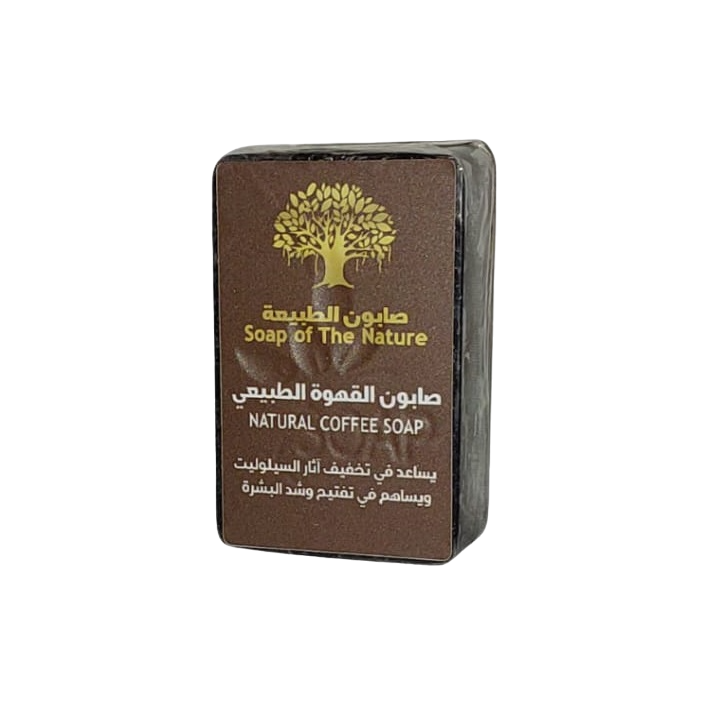 صابون الطبيعة
Soap of The Nature
صابون القهوة الطبيعي
NATURAL COFFEE SOAP
SOAP
يساعد في تخفيف آثار السيلوليت
ويساهم في تفتيح وشد البشرة